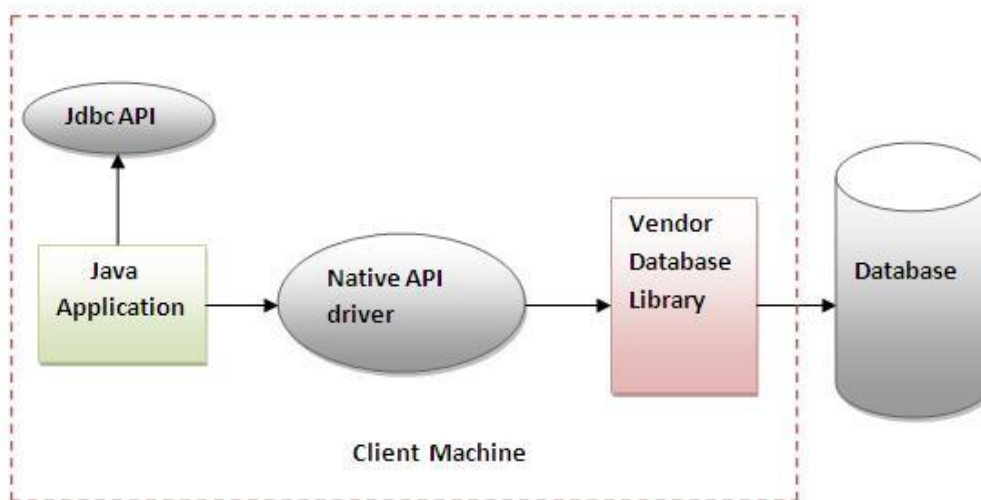 Jdbc API
Java
Application
Native API
driver
Vendor
Database
Library
Database
Client Machine